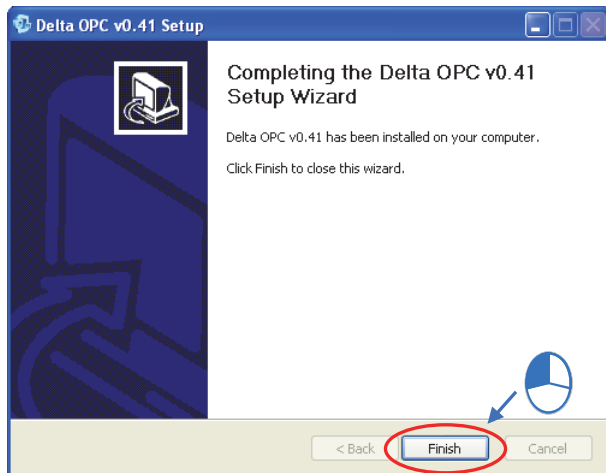 Delta OPC v0.41 Setup
Completing the Delta OPC v0.41
Setup Wizard
Delta OPC v0.41 has been installed on your computer.
Click Finish to close this wizard.
< Back
Finish
Cancel